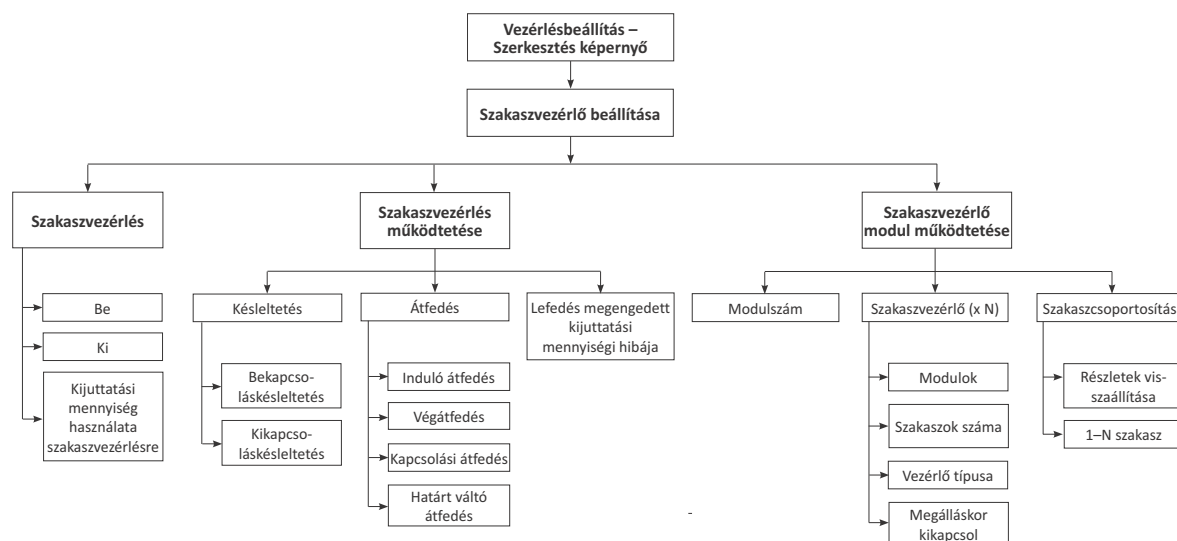 Vezérlésbeállítás –
Szerkesztés képernyő
Szakaszvezérlő beállítása
Szakaszvezérlés
Be
Ki
Kijuttatási
mennyiség
használata
szakaszvezérlésre
Szakaszvezérlés
működtetése
Késleltetés
Bekapcso-
láskésleltetés
Kikapcso-
láskésleltetés
Átfedés
Induló átfedés
Végátfedés
Kapcsolási átfedés
Határt váltó
átfedés
Lefedés megengedett
kijuttatási
mennyiségi hibája
Szakaszvezérlő
modul működtetése
Modulszám
Szakaszvezérlő (x N)
Modulok
Szakaszok száma
Vezérlő típusa
Megálláskor
kikapcsol
Szakaszcsoportosítás
Részletek vis-
szaállítása
1–N szakasz
-